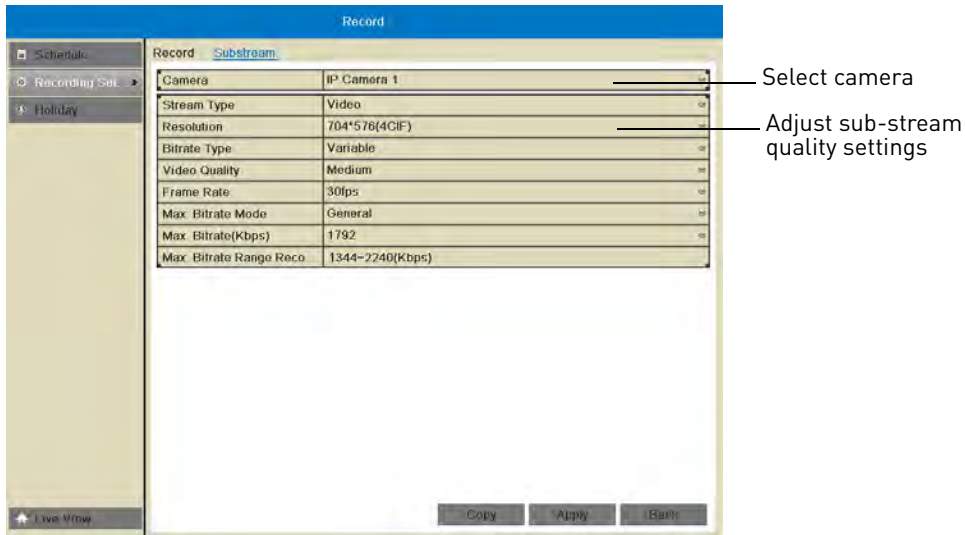 Record
Schedule
Recording Set
Holiday
Live View
Record Substream
Camera IP Camera 1
Stream Type Video
Resolution 704*576(4CIF)
Bitrate Type Variable
Video Quality Medium
Frame Rate 30fps
Max. Bitrate Mode General
Max. Bitrate(Kbps) 1792
Max. Bitrate Range Reco 1344~2240(Kbps)
Copy Apply Back
Select camera
Adjust sub-stream
quality settings